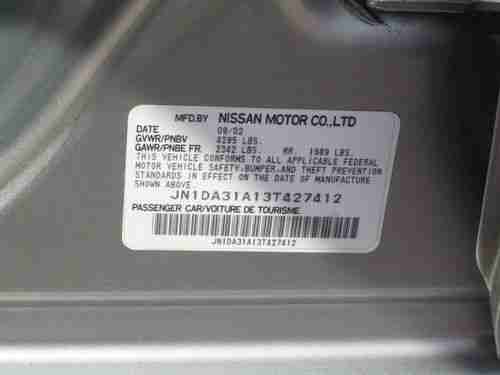 MFD.BY NISSAN MOTOR CO.,LTD
DATE 09/02
GVWR/PNBV 4295 LBS.
GAWR/PNBE FR. 2342 LBS. RR. 1989 LBS.
THIS VEHICLE CONFORMS TO ALL APPLICABLE FEDERAL
MOTOR VEHICLE SAFETY,BUMPER,AND THEFT PREVENTION
STANDARDS IN EFFECT ON THE DATE OF MANUFACTURE
SHOWN ABOVE.
JN1DA31A13T427412
PASSENGER CAR/VOITURE DE TOURISME
JN1DA31A13T427412